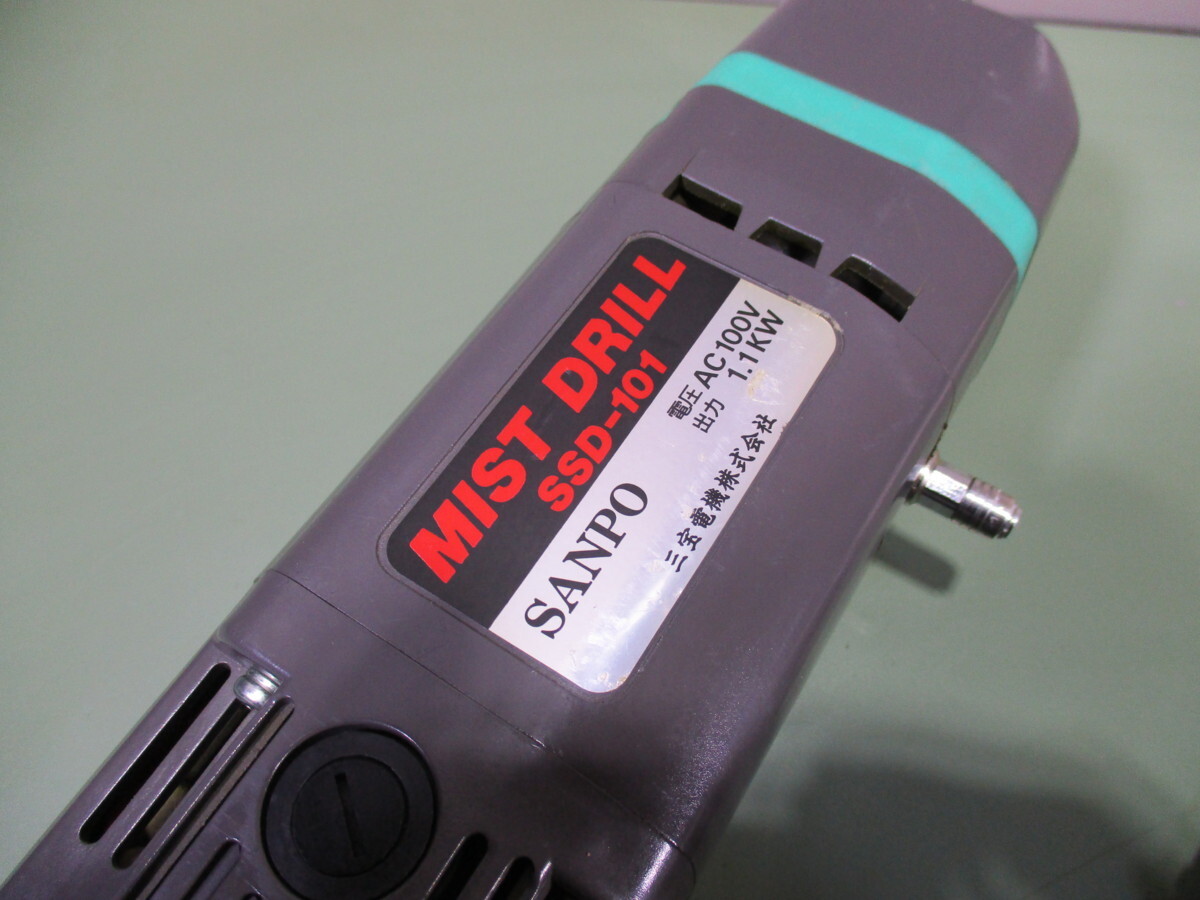 MIST DRILL
SSD-101
SANPO
電圧 AC100V
出力 1.1KW
三宝電機株式会社